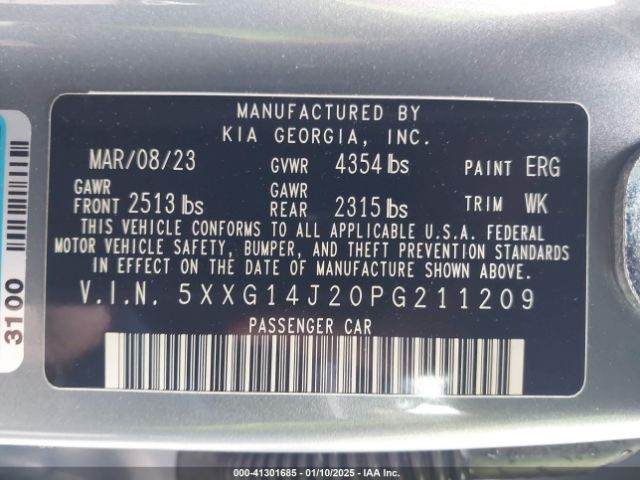 MANUFACTURED BY
KIA GEORGIA, INC.
MAR/08/23 GVWR 4354 lbs PAINT ERG
GAWR FRONT 2513 lbs GAWR REAR 2315 lbs TRIM WK
THIS VEHICLE CONFORMS TO ALL APPLICABLE U.S.A. FEDERAL
MOTOR VEHICLE SAFETY, BUMPER, AND THEFT PREVENTION STANDARDS
IN EFFECT ON THE DATE OF MANUFACTURE SHOWN ABOVE.
V.I.N. 5XXG14J20PG211209
PASSENGER CAR
3100
000-41301685 - 01/10/2025 - IAA Inc.